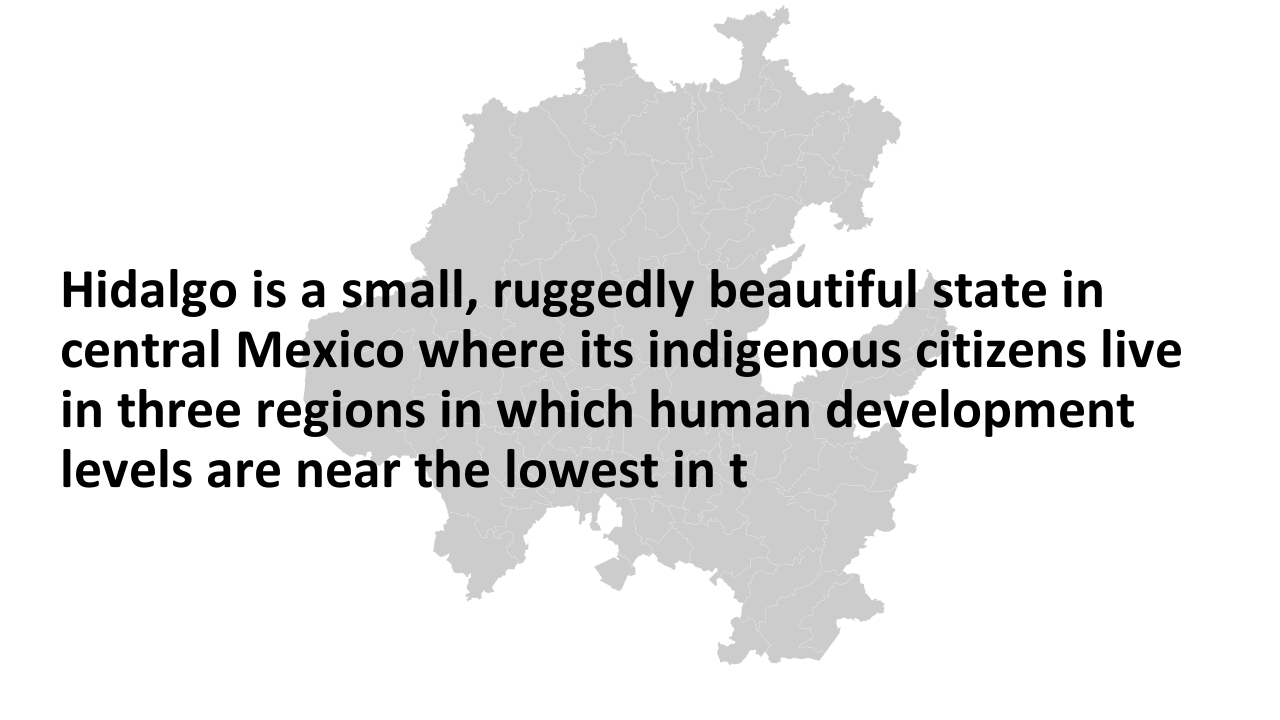 Hidalgo is a small, ruggedly beautiful state in
central Mexico where its indigenous citizens live
in three regions in which human development
levels are near the lowest in t